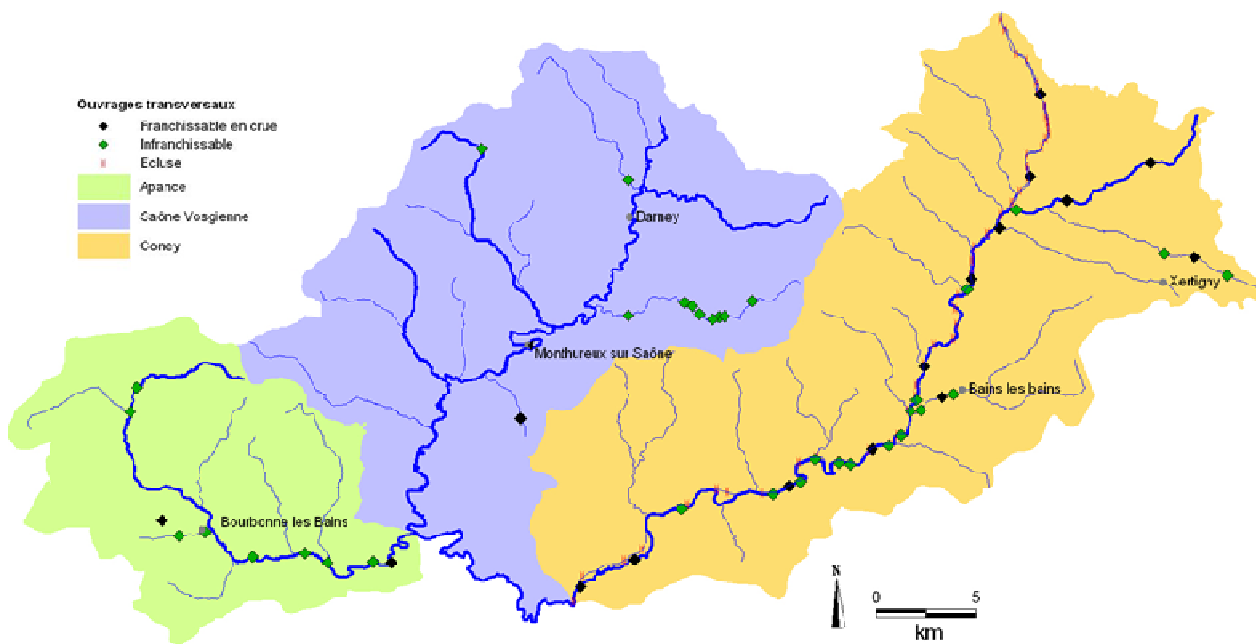 Ouvrages transversaux
Franchissable en crue
Infranchissable
Ecluse
Apance
Saône Vosgienne
Coney
Darney
Xertigny
Monthureux sur Saône
Bains les bains
Bourbonne les Bains
N
0 5
km